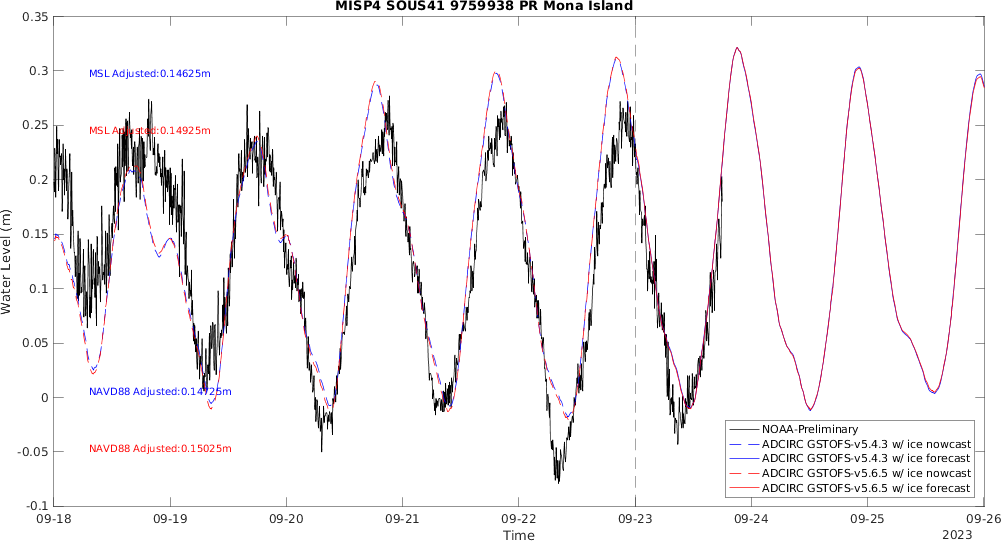 MISP4 SOUS41 9759938 PR Mona Island
0.35
0.3
0.25
0.2
0.15
0.1
0.05
0
-0.05
-0.1
Water Level (m)
MSL Adjusted:0.14625m
MSL Adjusted:0.14925m
NAVD88 Adjusted:0.14725m
NAVD88 Adjusted:0.15025m
NOAA-Preliminary
ADCIRC GSTOFS-v5.4.3 w/ ice nowcast
ADCIRC GSTOFS-v5.4.3 w/ ice forecast
ADCIRC GSTOFS-v5.6.5 w/ ice nowcast
ADCIRC GSTOFS-v5.6.5 w/ ice forecast
09-18 09-19 09-20 09-21 09-22 09-23 09-24 09-25 09-26
Time
2023